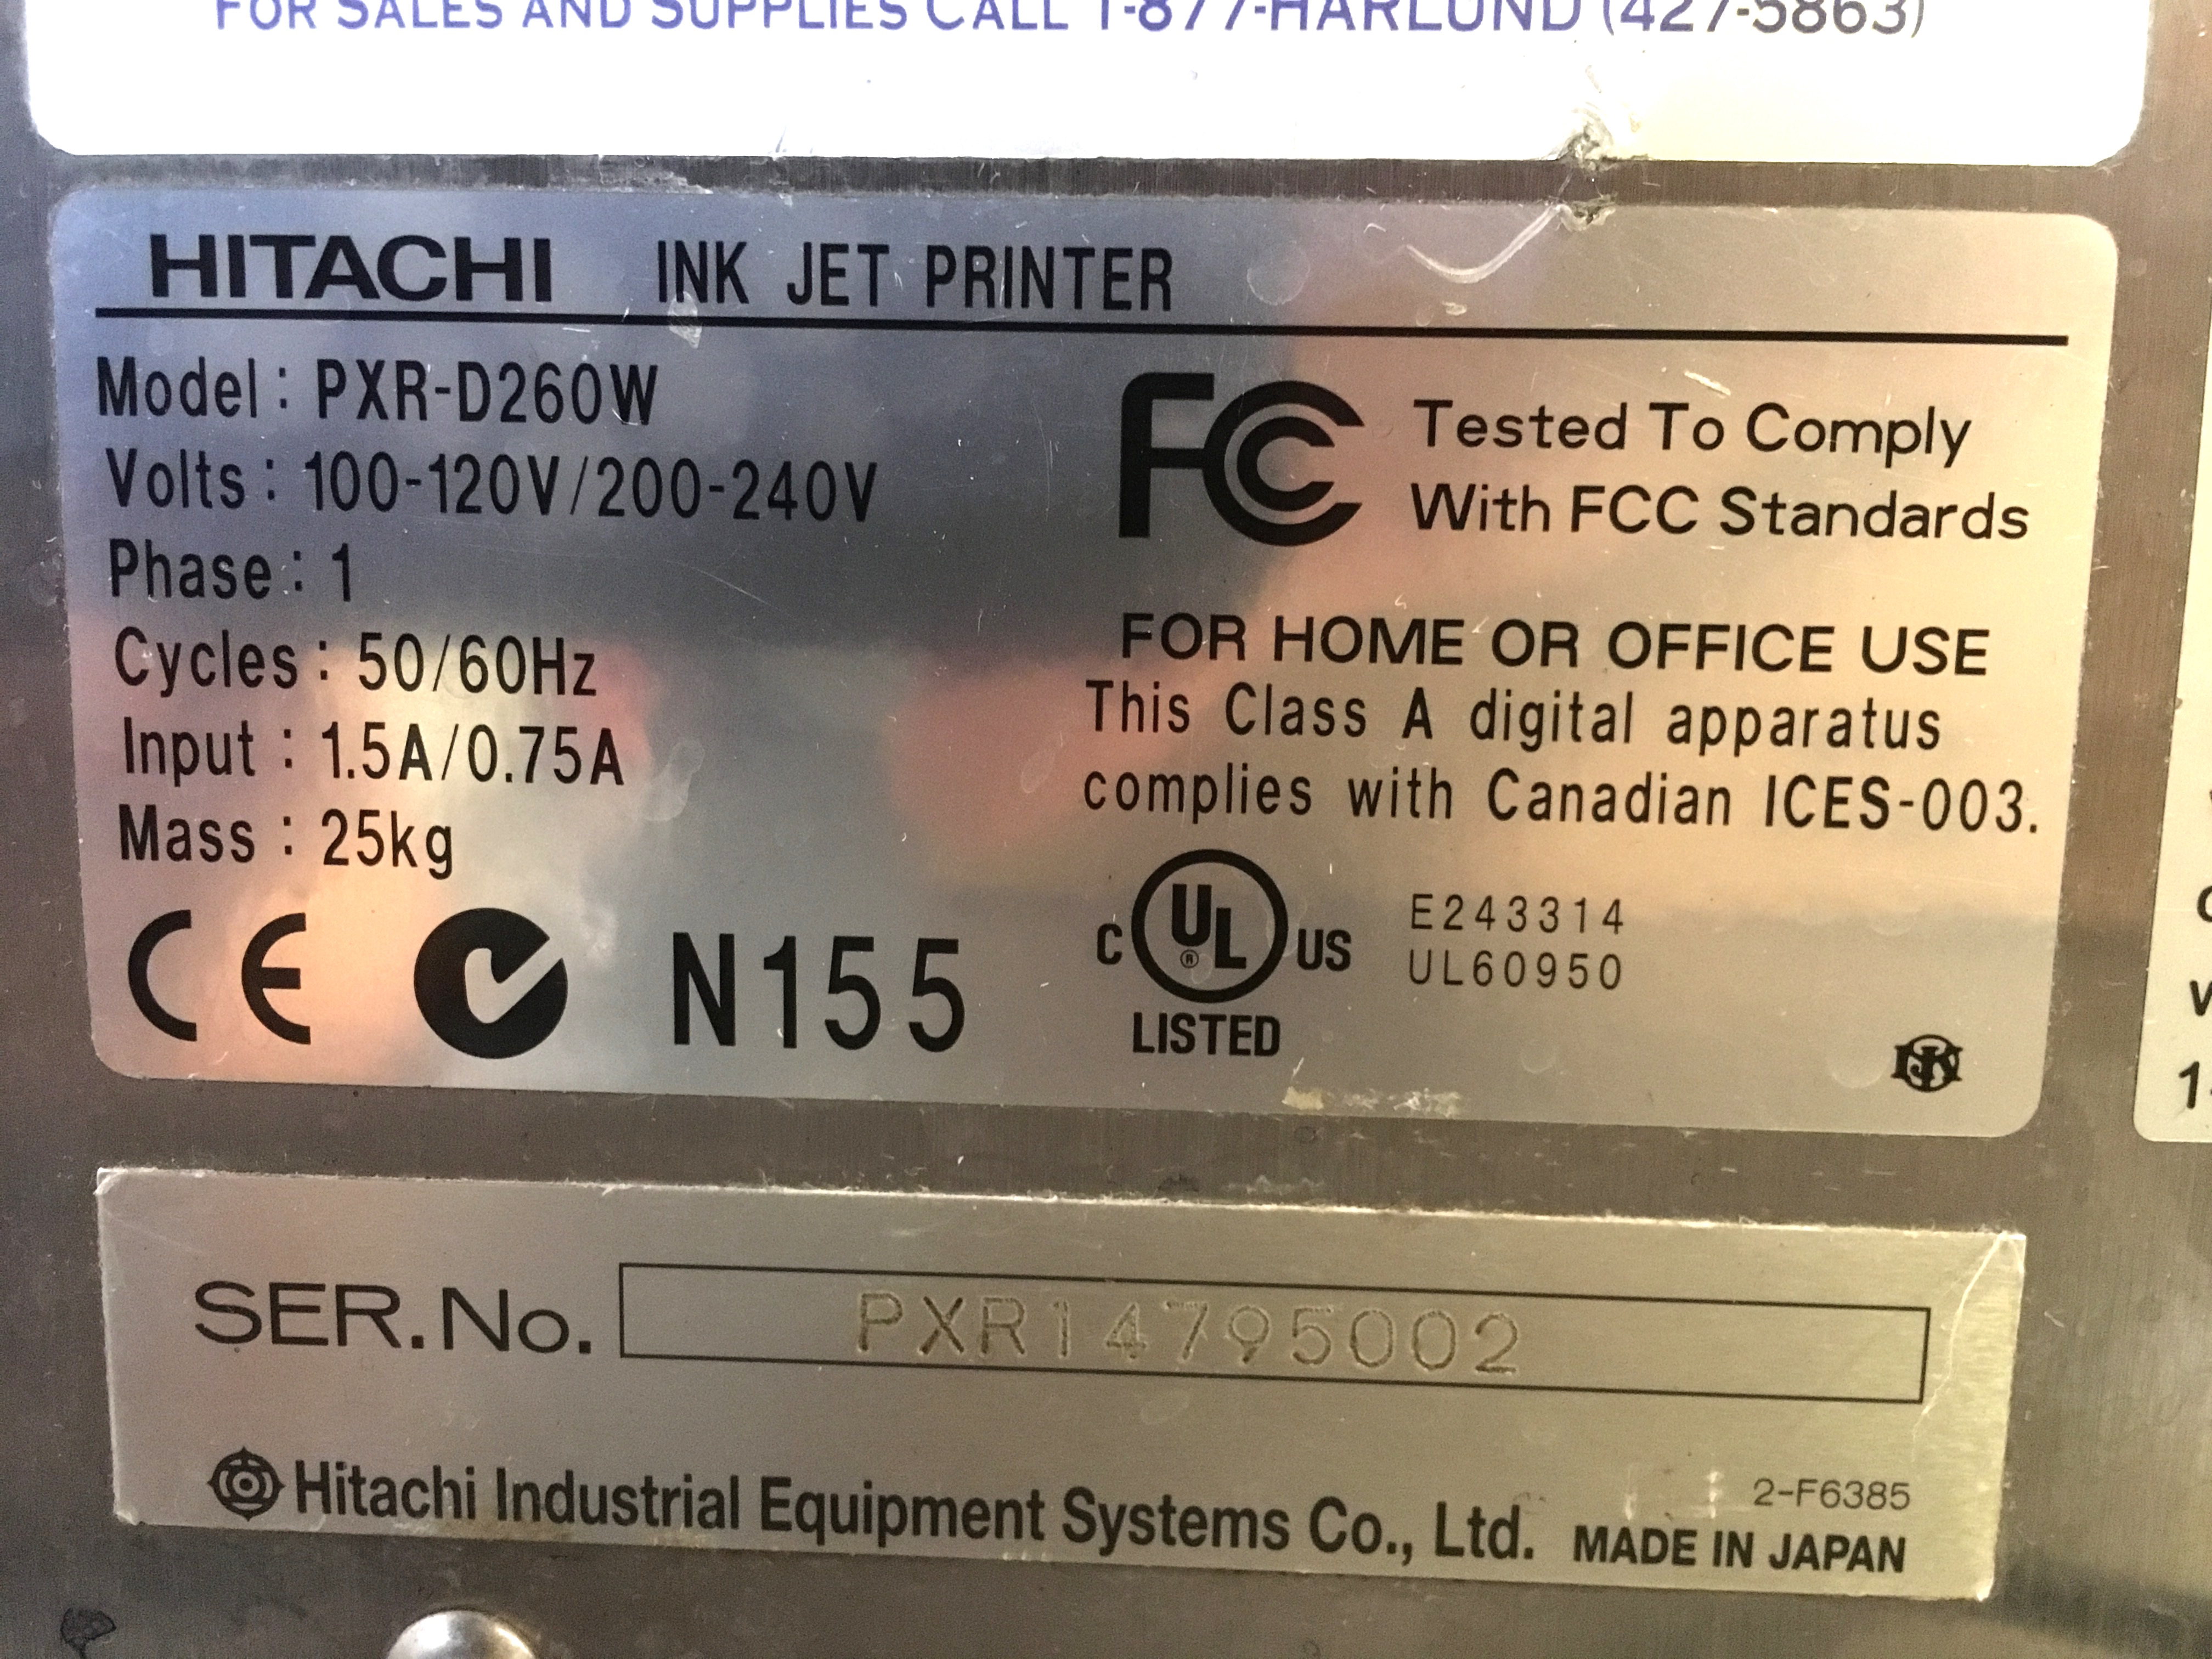 FOR SALES AND SUPPLIES CALL 1-877-HARLUND (427-5863)
HITACHI INK JET PRINTER
Model : PXR-D260W
Volts : 100-120V/200-240V
Phase : 1
Cycles : 50/60Hz
Input : 1.5A/0.75A
Mass : 25kg
CE N155
FC Tested To Comply
With FCC Standards
FOR HOME OR OFFICE USE
This Class A digital apparatus
complies with Canadian ICES-003.
C UL® US
LISTED
E243314
UL60950
SER.No. PXR14795002
Hitachi Industrial Equipment Systems Co., Ltd.
2-F6385
MADE IN JAPAN